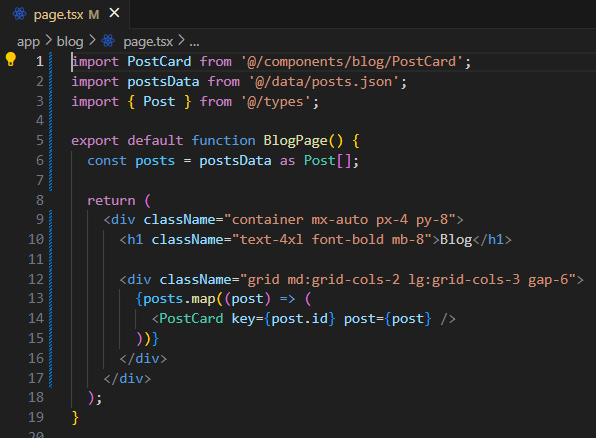 page.tsx M ×
app > blog > page.tsx > ...
1 import PostCard from '@/components/blog/PostCard';
2 import postsData from '@/data/posts.json';
3 import { Post } from '@/types';
4
5 export default function BlogPage() {
6   const posts = postsData as Post[];
7
8   return (
9     <div className="container mx-auto px-4 py-8">
10       <h1 className="text-4xl font-bold mb-8">Blog</h1>
11
12       <div className="grid md:grid-cols-2 lg:grid-cols-3 gap-6">
13         {posts.map((post) => (
14           <PostCard key={post.id} post={post} />
15         ))}
16       </div>
17     </div>
18   );
19 }
20